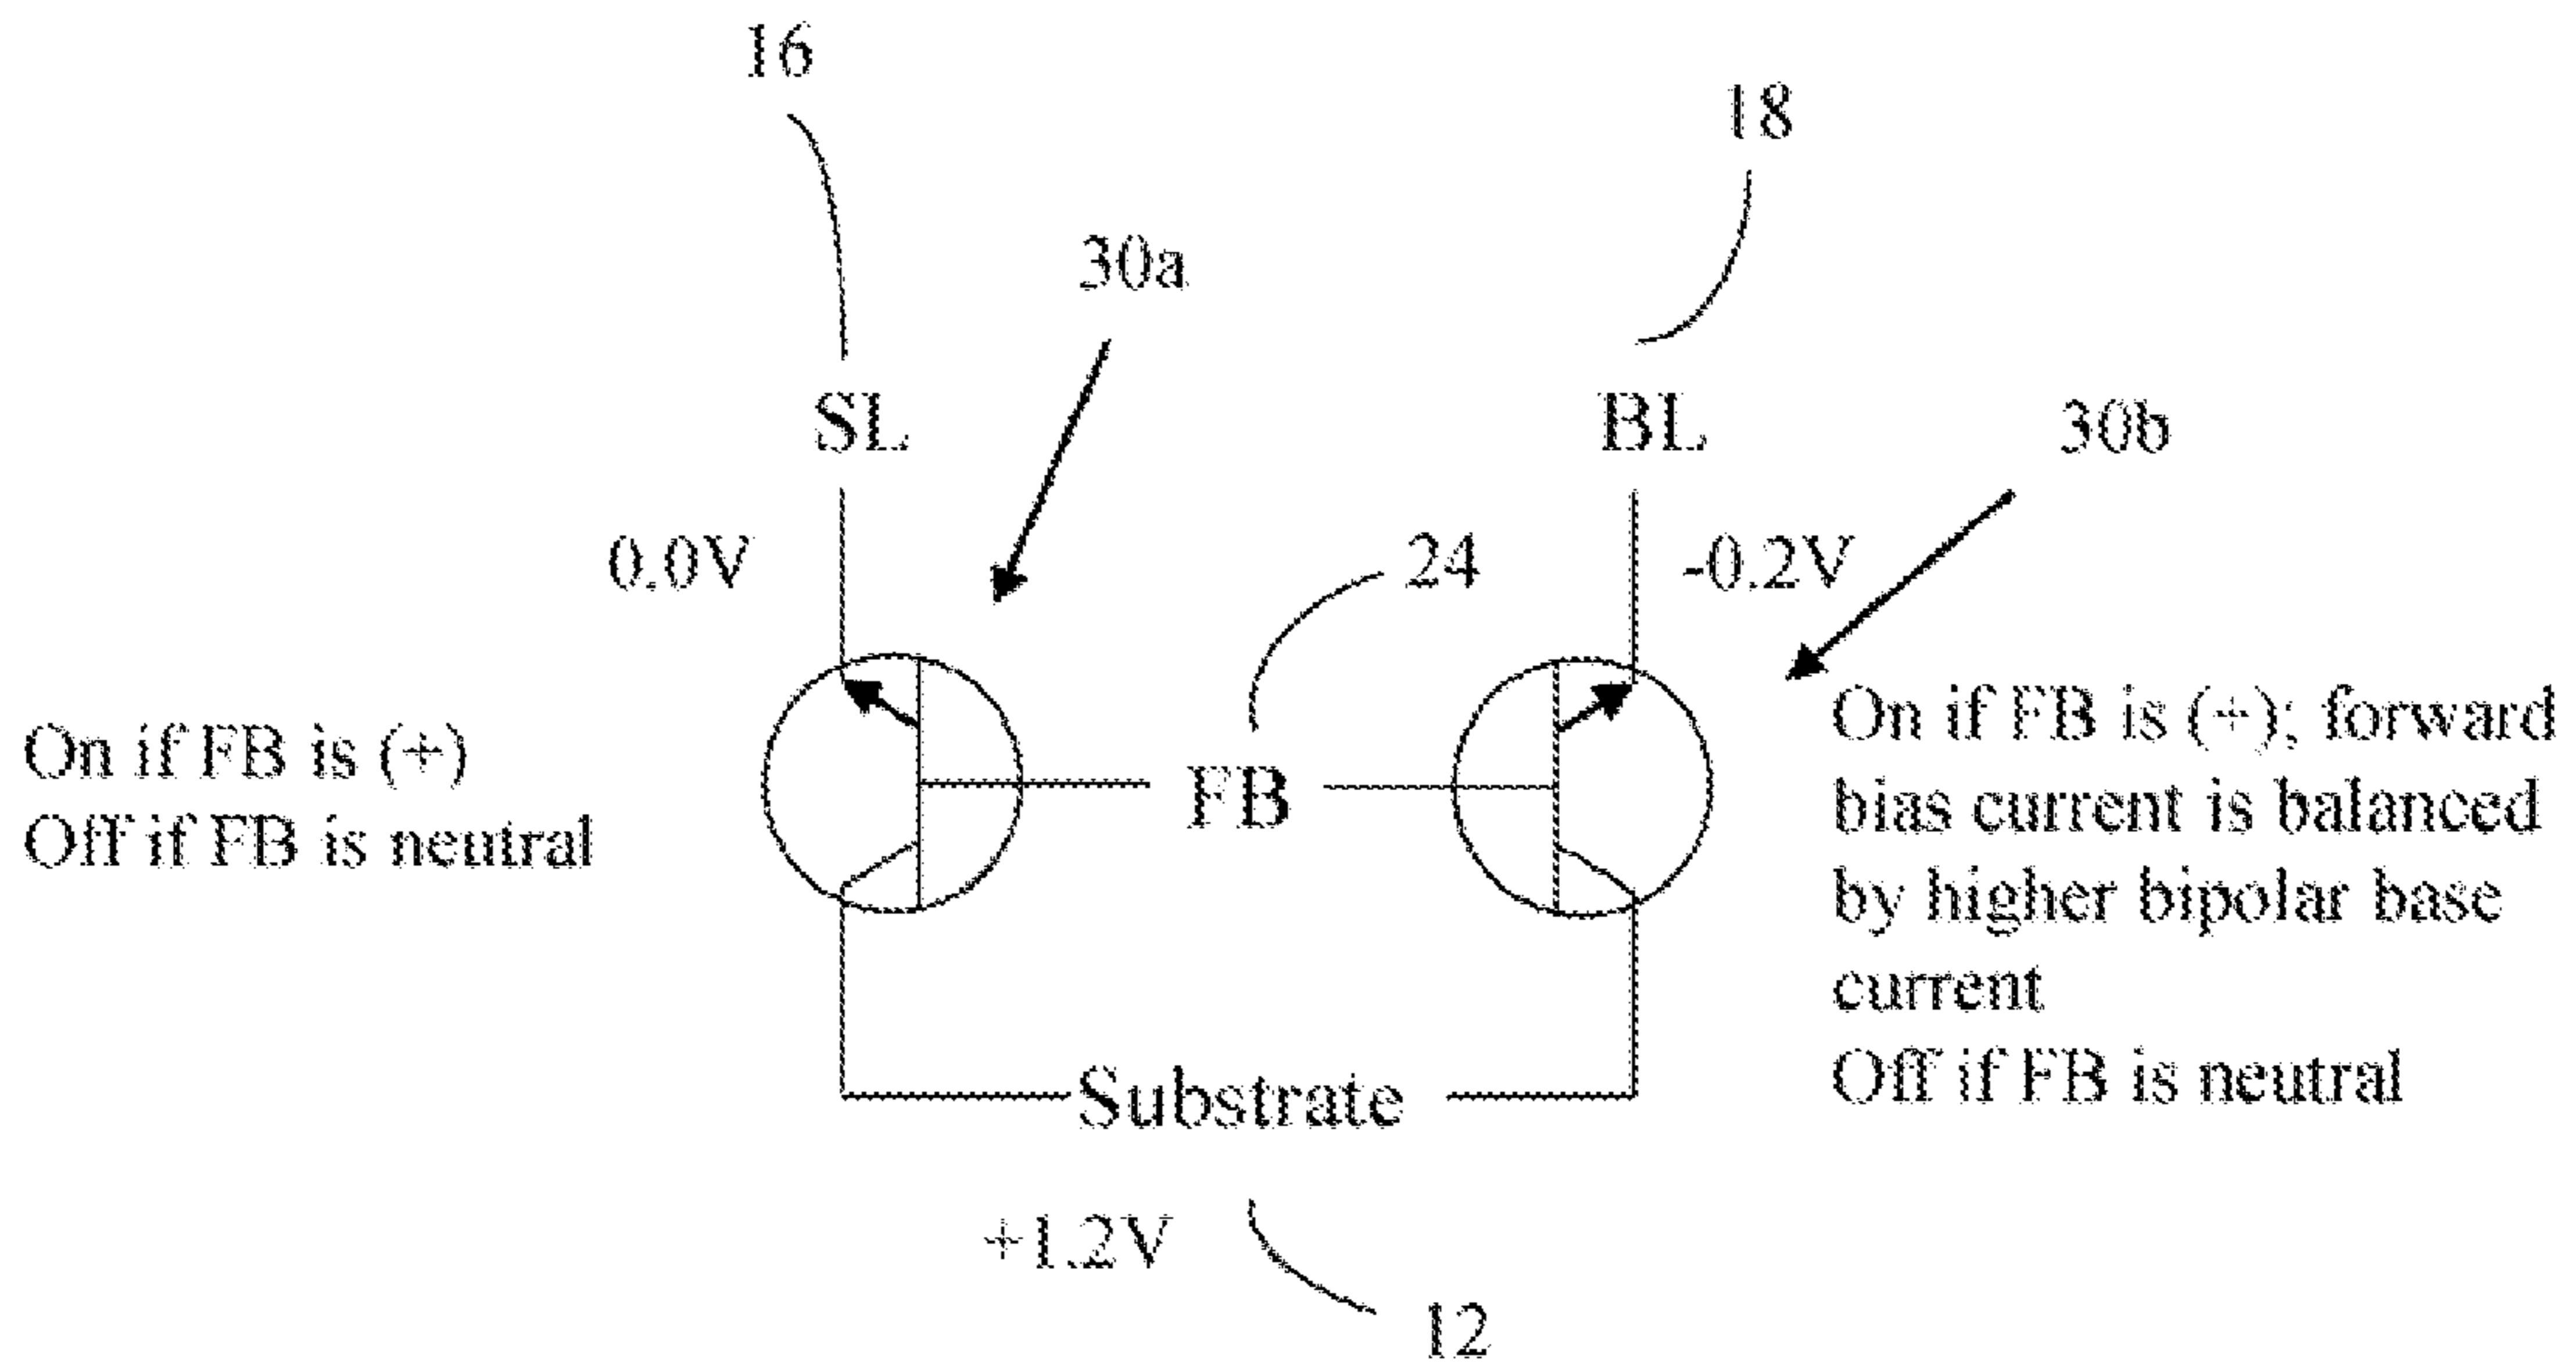 16
18
30a
SL
BL
30b
0.0V
24
-0.2V
On if FB is (+)
Off if FB is neutral
FB
On if FB is (+); forward
bias current is balanced
by higher bipolar base
current
Off if FB is neutral
Substrate
+1.2V
12